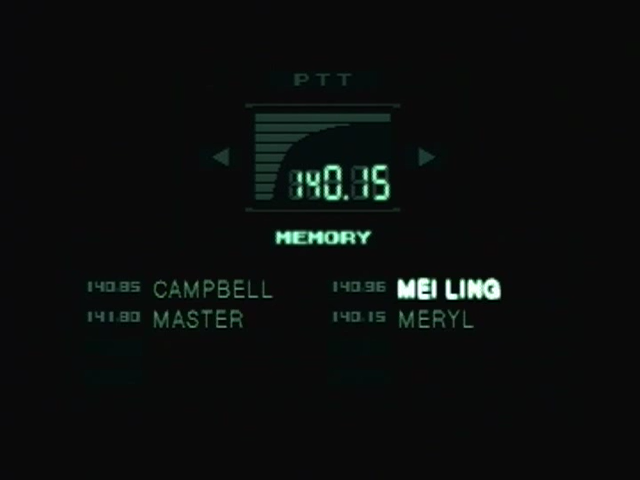 PTT
140.15
MEMORY
140.85 CAMPBELL 140.96 MEI LING
141.80 MASTER 140.15 MERYL